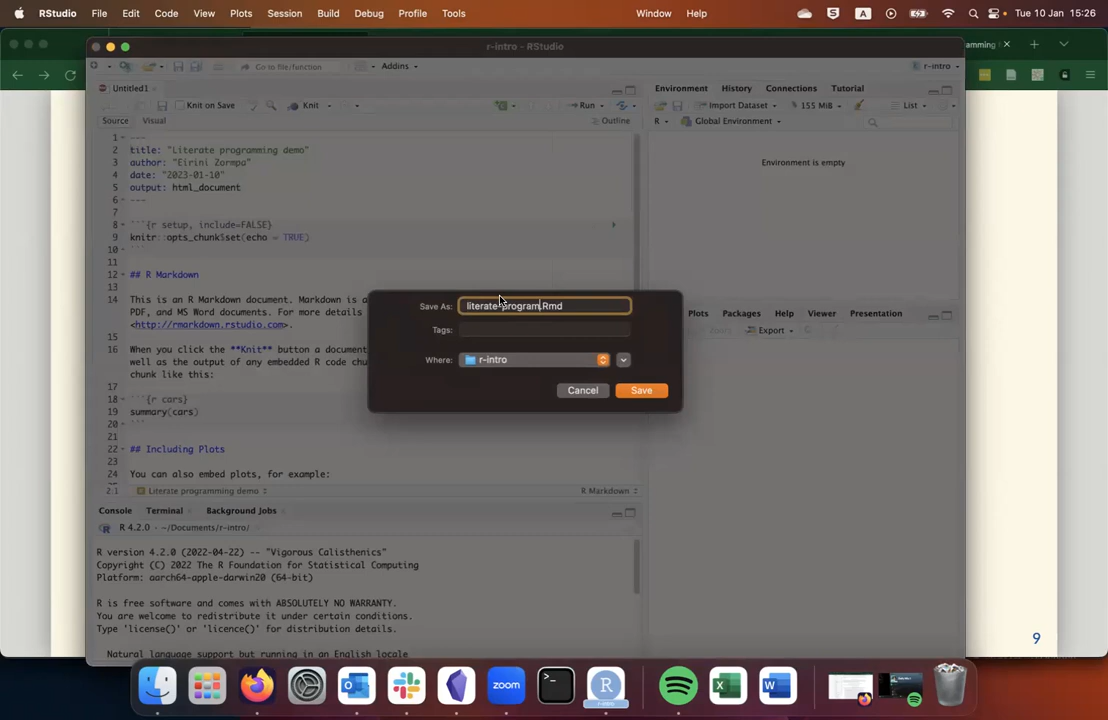 RStudio File Edit Code View Plots Session Build Debug Profile Tools Window Help S A Tue 10 Jan 15:26
r-intro - RStudio
Go to file/function Addins r-intro
Untitled1
Knit on Save Knit Run
Source Visual Outline
1 ---
2 title: "Literate programming demo"
3 author: "Eirini Zormpa"
4 date: "2023-01-10"
5 output: html_document
6 ---
7
8 ```{r setup, include=FALSE}
9 knitr::opts_chunk$set(echo = TRUE)
10 ```
11
12 ## R Markdown
13
14 This is an R Markdown document. Markdown is a
PDF, and MS Word documents. For more details
<http://rmarkdown.rstudio.com>.
15
16 When you click the **Knit** button a document
well as the output of any embedded R code chu
chunk like this:
17
18 ```{r cars}
19 summary(cars)
20 ```
21
22 ## Including Plots
23
24 You can also embed plots, for example:
2:1 Literate programming demo R Markdown
Console Terminal Background Jobs
R 4.2.0 · ~/Documents/r-intro/
R version 4.2.0 (2022-04-22) -- "Vigorous Calisthenics"
Copyright (C) 2022 The R Foundation for Statistical Computing
Platform: aarch64-apple-darwin20 (64-bit)
R is free software and comes with ABSOLUTELY NO WARRANTY.
You are welcome to redistribute it under certain conditions.
Type 'license()' or 'licence()' for distribution details.
Natural language support but running in an English locale
Environment History Connections Tutorial
Import Dataset 155 MiB List
R Global Environment
Environment is empty
Plots Packages Help Viewer Presentation
Export
Save As: literate-program.Rmd
Tags:
Where: r-intro
Cancel Save
amming
9
zoom
R
r-intro
X
W